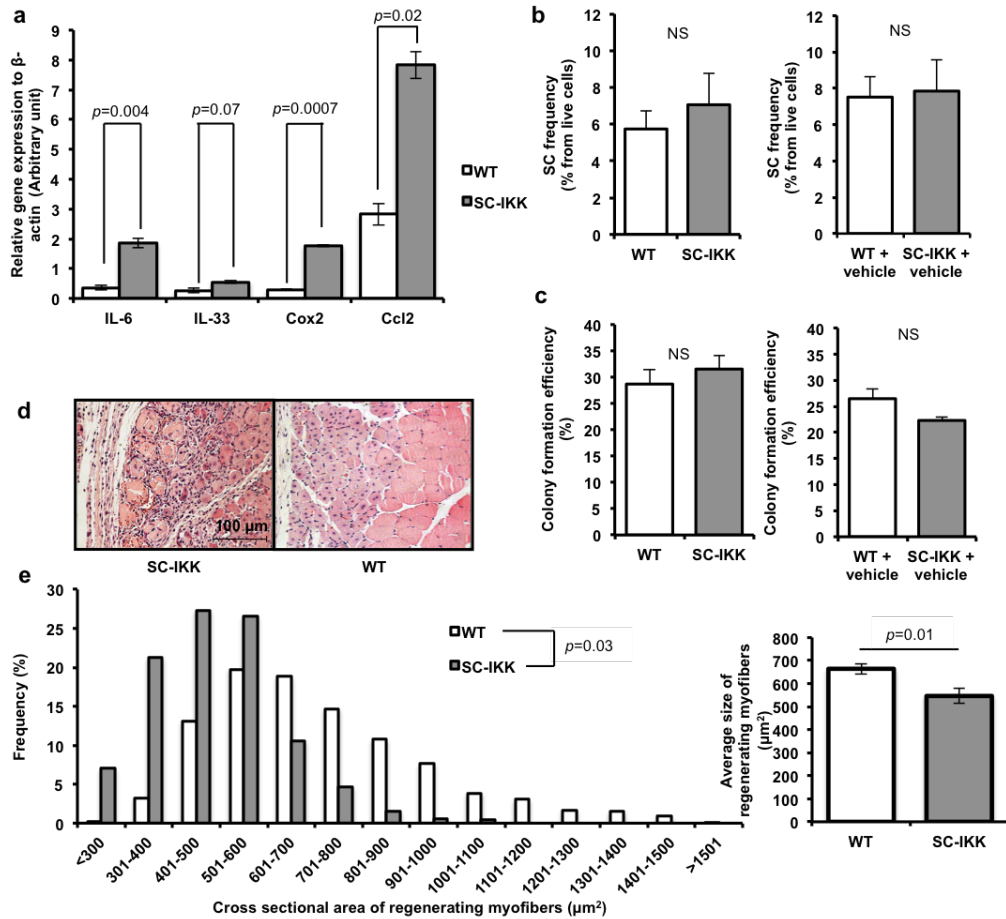 a
p=0.02
Relative gene expression to β-
actin (Arbitrary unit)
10
9
8
7
6
5
4
3
2
1
0
p=0.004
p=0.07
p=0.0007
WT
SC-IKK
IL-6
IL-33
Cox2
Ccl2
b
SC frequency
(% from live cells)
12
10
8
6
4
2
0
NS
WT
SC-IKK
SC frequency
(% from live cells)
12
10
8
6
4
2
0
NS
WT +
vehicle
SC-IKK +
vehicle
c
Colony formation efficiency
(%)
40
35
30
25
20
15
10
5
0
NS
WT
SC-IKK
Colony formation efficiency
(%)
40
35
30
25
20
15
10
5
0
NS
WT +
vehicle
SC-IKK +
vehicle
d
100 µm
SC-IKK
WT
e
Frequency (%)
30
25
20
15
10
5
0
WT
SC-IKK
p=0.03
<300
301-400
401-500
501-600
601-700
701-800
801-900
901-1000
1001-1100
1101-1200
1201-1300
1301-1400
1401-1500
>1501
Cross sectional area of regenerating myofibers (µm²)
Average size of
regenerating myofibers
(µm²)
800
700
600
500
400
300
200
100
0
p=0.01
WT
SC-IKK